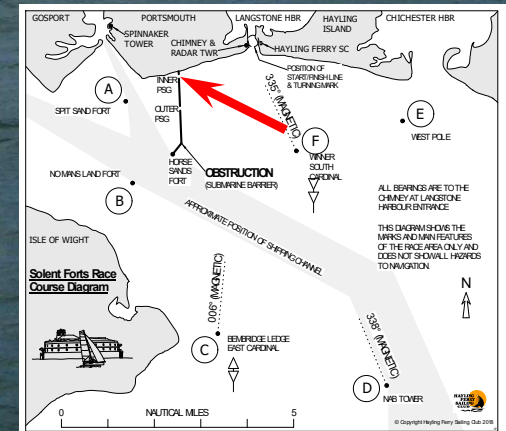 GOSPORT
PORTSMOUTH
LANGSTONE HBR
HAYLING
ISLAND
CHICHESTER HBR
SPINNAKER
TOWER
CHIMNEY &
RADAR TWR
HAYLING FERRY SC
POSITION OF
START/FINISH LINE
& TURNING MARK
INNER
PSG
A
SPIT SAND FORT
OUTER
PSG
335° (MAGNETIC)
F
WINNER
SOUTH
CARDINAL
E
WEST POLE
HORSE
SANDS
FORT
OBSTRUCTION
(SUBMARINE BARRIER)
NO MANS LAND FORT
B
ALL BEARINGS ARE TO THE
CHIMNEY AT LANGSTONE
HARBOUR ENTRANCE
THIS DIAGRAM SHOWS THE
MARKS AND MAIN FEATURES
OF THE RACE AREA ONLY AND
DOES NOT SHOW ALL HAZARDS
TO NAVIGATION.
APPROXIMATE POSITION OF SHIPPING CHANNEL
ISLE OF WIGHT
Solent Forts Race
Course Diagram
N
006° (MAGNETIC)
338° (MAGNETIC)
C
BEMBRIDGE LEDGE
EAST CARDINAL
D
NAB TOWER
0
NAUTICAL MILES
5
HAYLING
FERRY
SAILING
CLUB
© Copyright Hayling Ferry Sailing Club 2018